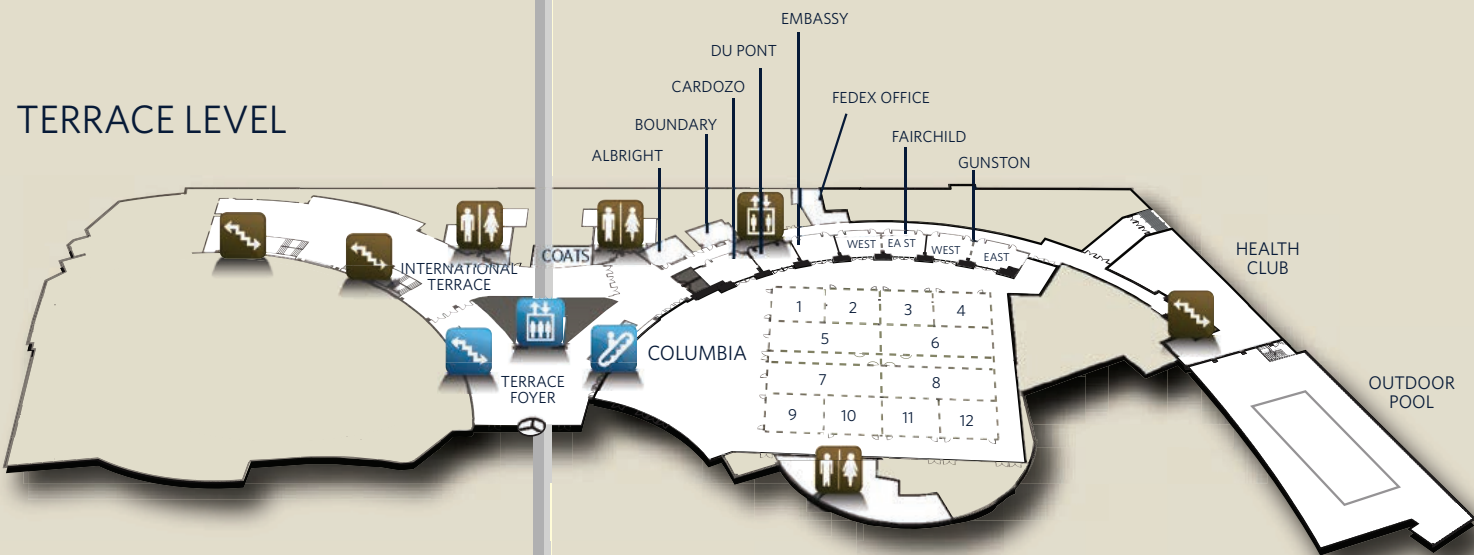 EMBASSY
DU PONT
CARDOZO
FEDEX OFFICE
TERRACE LEVEL
BOUNDARY
FAIRCHILD
ALBRIGHT
GUNSTON
WEST
EA ST
WEST
EAST
COATS
INTERNATIONAL
TERRACE
HEALTH
CLUB
1
2
3
4
5
6
COLUMBIA
7
8
TERRACE
FOYER
OUTDOOR
POOL
9
10
11
12